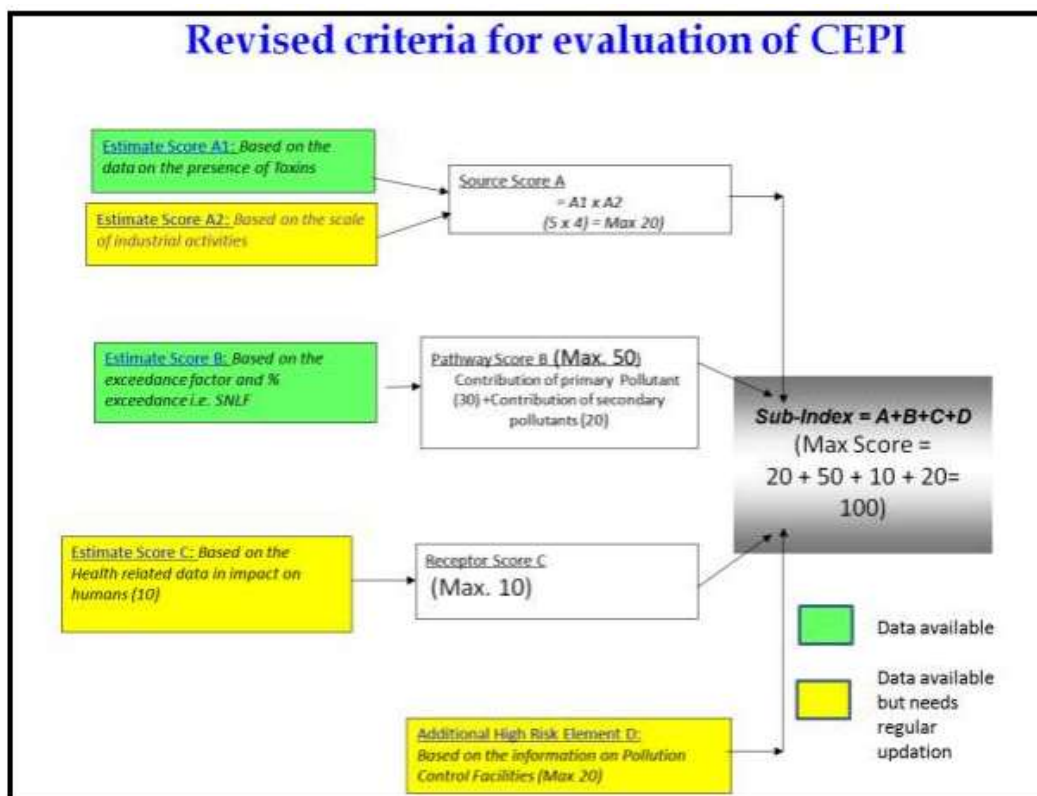 Revised criteria for evaluation of CEPI
Estimate Score A1: Based on the
data on the presence of Toxins
Estimate Score A2: Based on the scale
of industrial activities
Source Score A
= A1 x A2
(5 x 4) = Max 20)
Estimate Score B: Based on the
exceedance factor and %
exceedance i.e. SNLF
Pathway Score B (Max. 50)
Contribution of primary Pollutant
(30) +Contribution of secondary
pollutants (20)
Sub-Index = A+B+C+D
(Max Score =
20 + 50 + 10 + 20=
100)
Estimate Score C: Based on the
Health related data in impact on
humans (10)
Receptor Score C
(Max. 10)
Additional High Risk Element D:
Based on the information on Pollution
Control Facilities (Max 20)
Data available
Data available
but needs
regular
updation